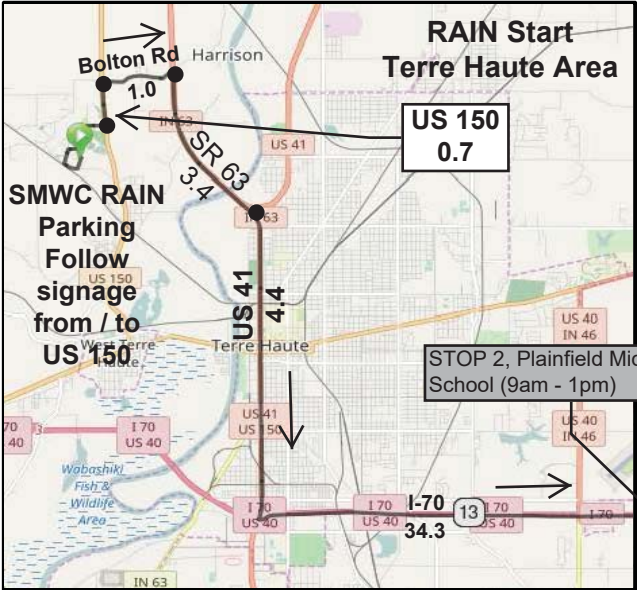 RAIN Start
Terre Haute Area
Bolton Rd
1.0
Harrison
IN 63
US 41
US 150
0.7
SR 63
3.4
SMWC RAIN
Parking
Follow
signage
from / to
US 150
IN 63
US 150
US 41
4.4
US 40
IN 46
West Terre
Haute
Terre Haute
STOP 2, Plainfield Mid
School (9am - 1pm)
I 70
US 40
I 70
US 40
US 41
US 150
US 40
IN 46
Wabashiki
Fish &
Wildlife
Area
I 70
US 40
I 70
US 40
I-70
34.3
13
I 70
US 40
I 70
IN 63